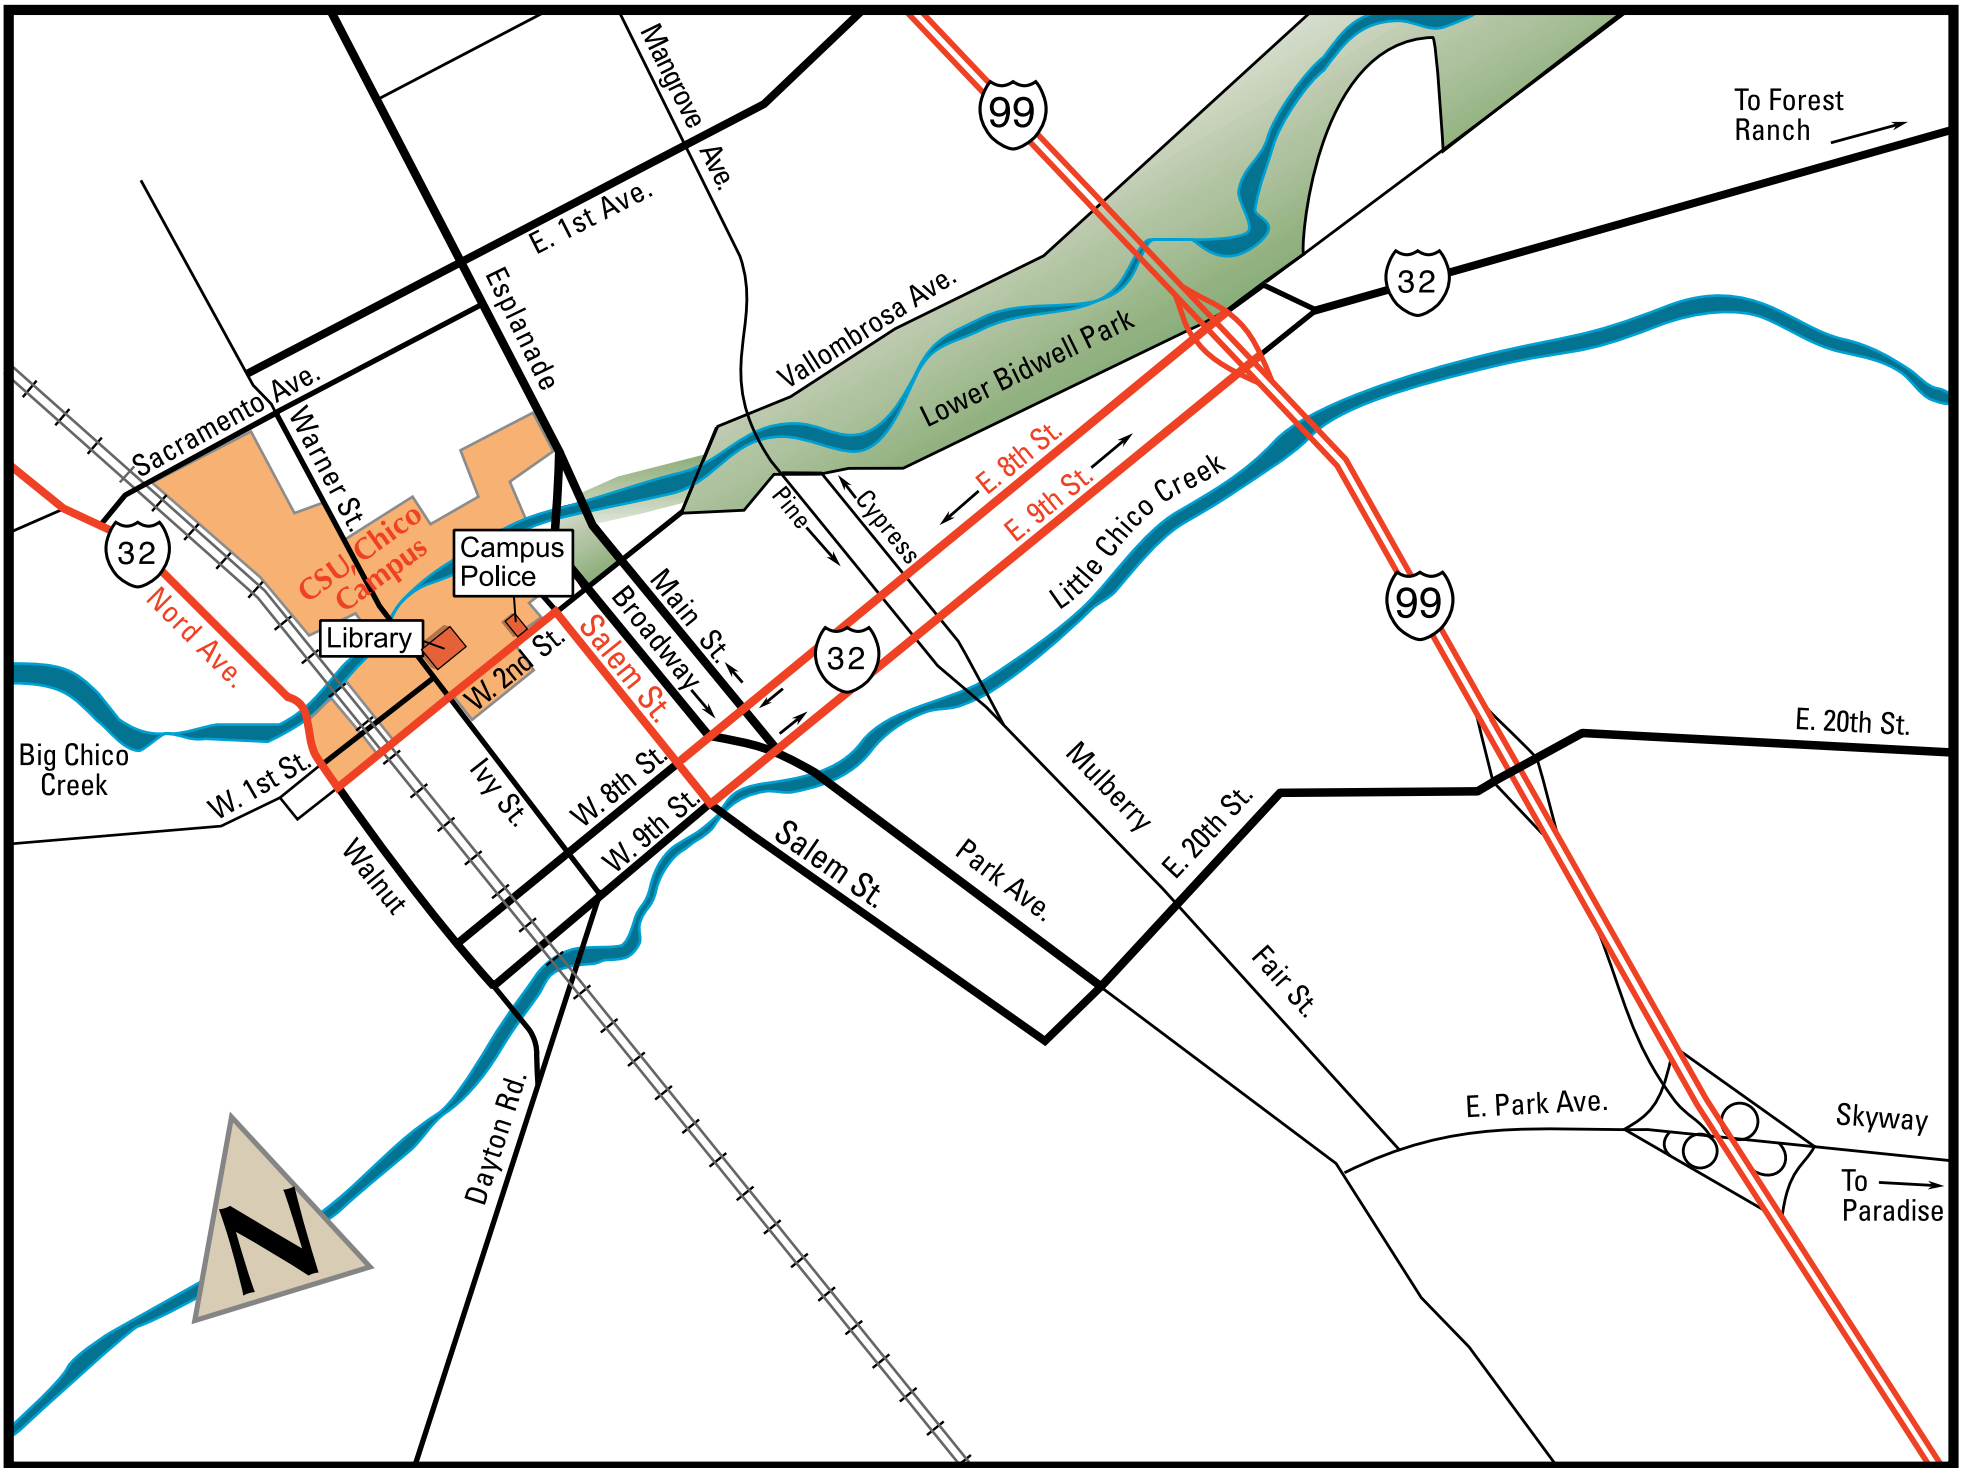 Mangrove Ave.
99
To Forest
Ranch
E. 1st Ave.
Esplanade
32
Vallombrosa Ave.
Lower Bidwell Park
Sacramento Ave.
Warner St.
E. 8th St.
E. 9th St.
Little Chico Creek
Pine
Cypress
32
CSU, Chico
Campus
Campus
Police
Library
Nord Ave.
Main St.
Broadway
Salem St.
W. 2nd St.
32
99
Big Chico
Creek
W. 1st St.
Ivy St.
W. 8th St.
W. 9th St.
Walnut
Salem St.
Park Ave.
Mulberry
E. 20th St.
E. 20th St.
Fair St.
Dayton Rd.
E. Park Ave.
Skyway
To
Paradise
N